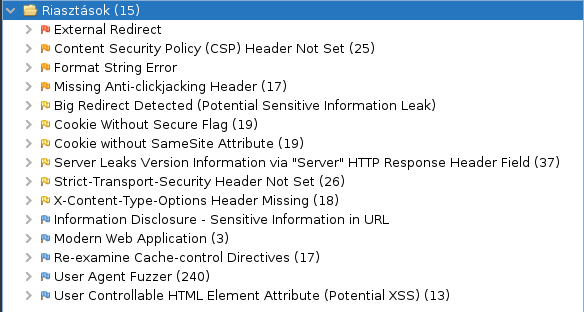 Riasztások (15)
External Redirect
Content Security Policy (CSP) Header Not Set (25)
Format String Error
Missing Anti-clickjacking Header (17)
Big Redirect Detected (Potential Sensitive Information Leak)
Cookie Without Secure Flag (19)
Cookie without SameSite Attribute (19)
Server Leaks Version Information via "Server" HTTP Response Header Field (37)
Strict-Transport-Security Header Not Set (26)
X-Content-Type-Options Header Missing (18)
Information Disclosure - Sensitive Information in URL
Modern Web Application (3)
Re-examine Cache-control Directives (17)
User Agent Fuzzer (240)
User Controllable HTML Element Attribute (Potential XSS) (13)